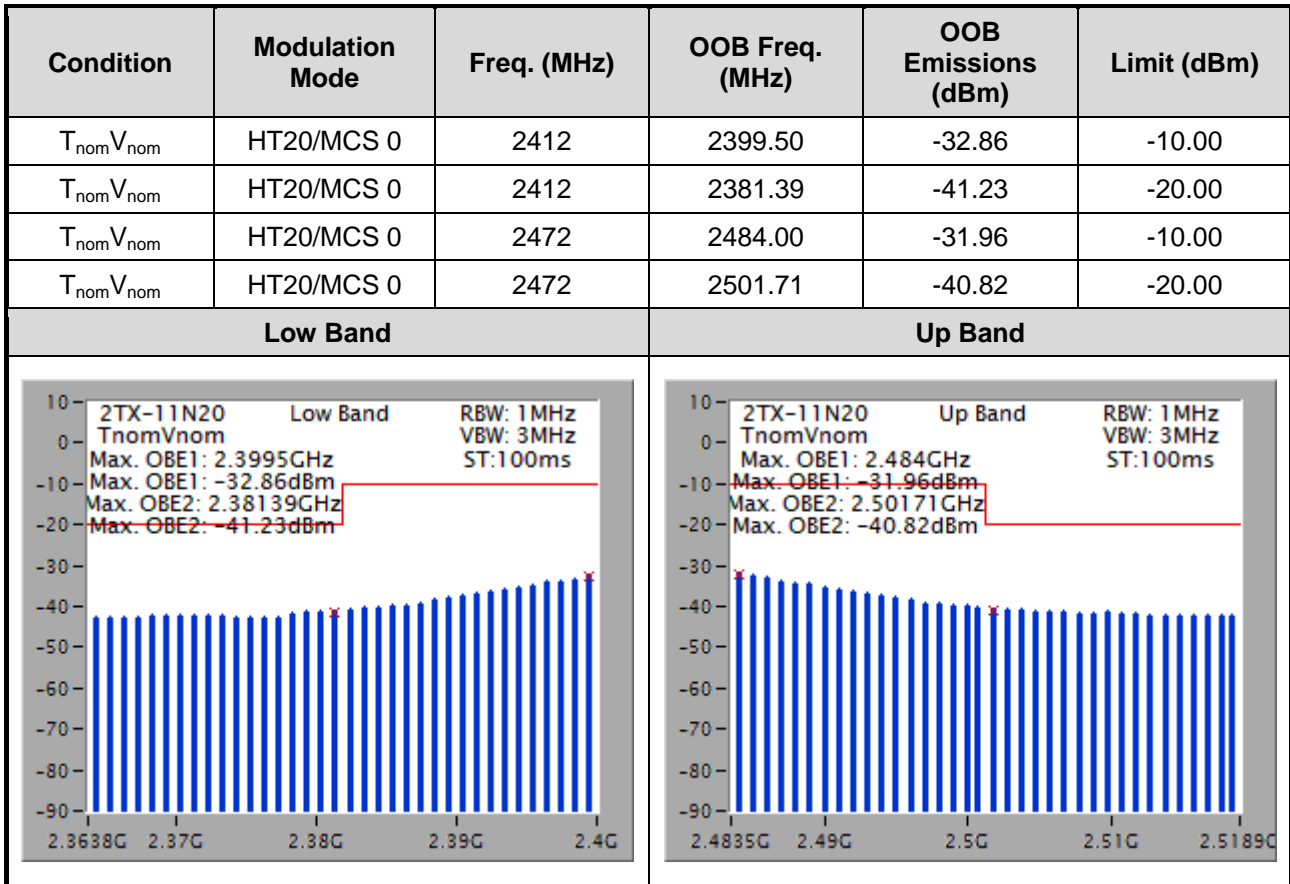 Condition Modulation Mode Freq. (MHz) OOB Freq. (MHz) OOB Emissions (dBm) Limit (dBm)
TnomVnom HT20/MCS 0 2412 2399.50 -32.86 -10.00
TnomVnom HT20/MCS 0 2412 2381.39 -41.23 -20.00
TnomVnom HT20/MCS 0 2472 2484.00 -31.96 -10.00
TnomVnom HT20/MCS 0 2472 2501.71 -40.82 -20.00
Low Band Up Band
2TX-11N20 Low Band RBW: 1MHz
TnomVnom VBW: 3MHz
Max. OBE1: 2.3995GHz ST:100ms
Max. OBE1: -32.86dBm
Max. OBE2: 2.38139GHz
Max. OBE2: -41.23dBm
10
0
-10
-20
-30
-40
-50
-60
-70
-80
-90
2.3638G 2.37G 2.38G 2.39G 2.4G
2TX-11N20 Up Band RBW: 1MHz
TnomVnom VBW: 3MHz
Max. OBE1: 2.484GHz ST:100ms
Max. OBE1: -31.96dBm
Max. OBE2: 2.50171GHz
Max. OBE2: -40.82dBm
10
0
-10
-20
-30
-40
-50
-60
-70
-80
-90
2.4835G 2.49G 2.5G 2.51G 2.5189G